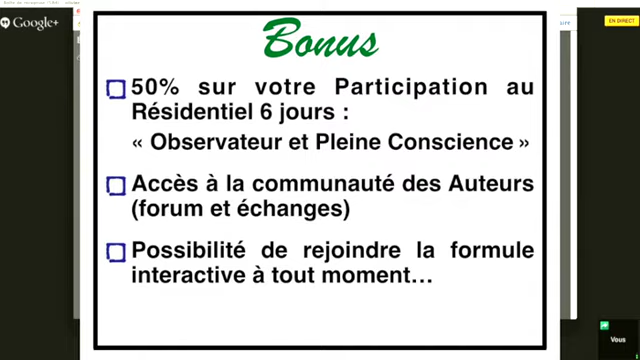 Google+
EN DIRECT
Bonus
50% sur votre Participation au
Résidentiel 6 jours :
« Observateur et Pleine Conscience »
Accès à la communauté des Auteurs
(forum et échanges)
Possibilité de rejoindre la formule
interactive à tout moment…
Vous